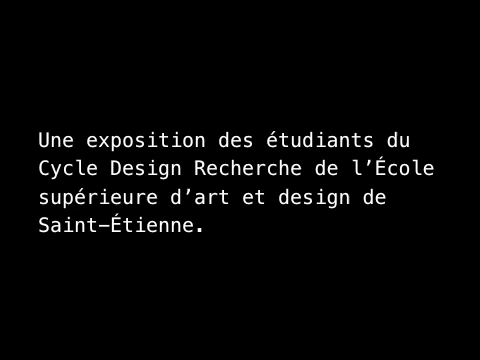 Une exposition des étudiants du
Cycle Design Recherche de l’École
supérieure d’art et design de
Saint–Étienne.